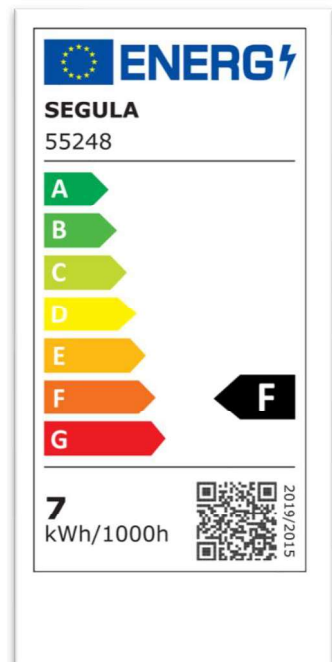 ENERG
SEGULA
55248
A
B
C
D
E
F
F
G
7
kWh/1000h
2019/2015